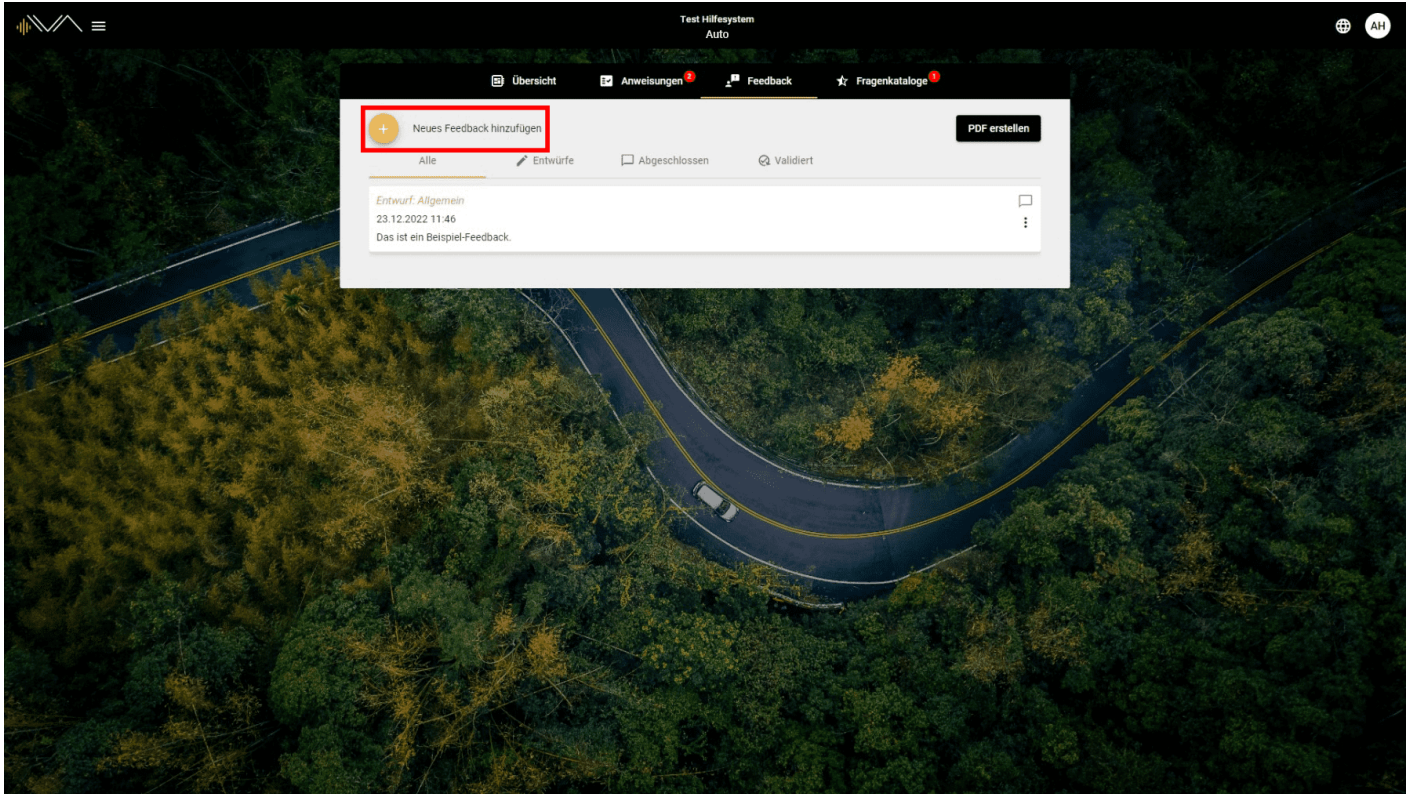 Test Hilfesystem
Auto
AH
Übersicht
Anweisungen 2
Feedback
Fragenkataloge 1
+ Neues Feedback hinzufügen
PDF erstellen
Alle
Entwürfe
Abgeschlossen
Validiert
Entwurf: Allgemein
23.12.2022 11:46
Das ist ein Beispiel-Feedback.